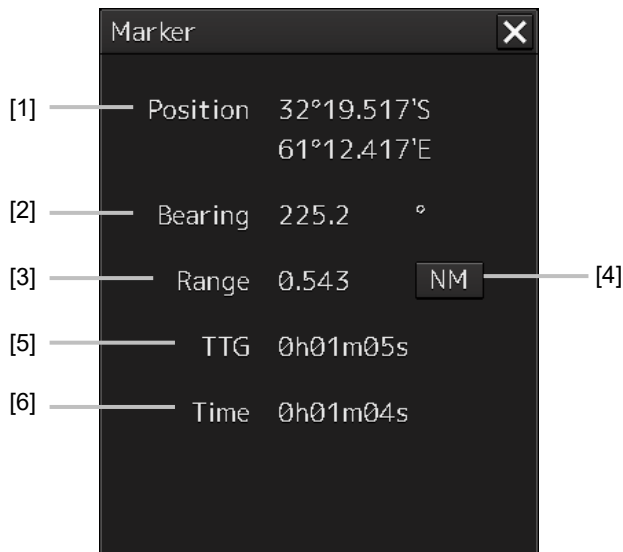 Marker
[1] Position 32°19.517'S
61°12.417'E
[2] Bearing 225.2 °
[3] Range 0.543 NM [4]
[5] TTG 0h01m05s
[6] Time 0h01m04s